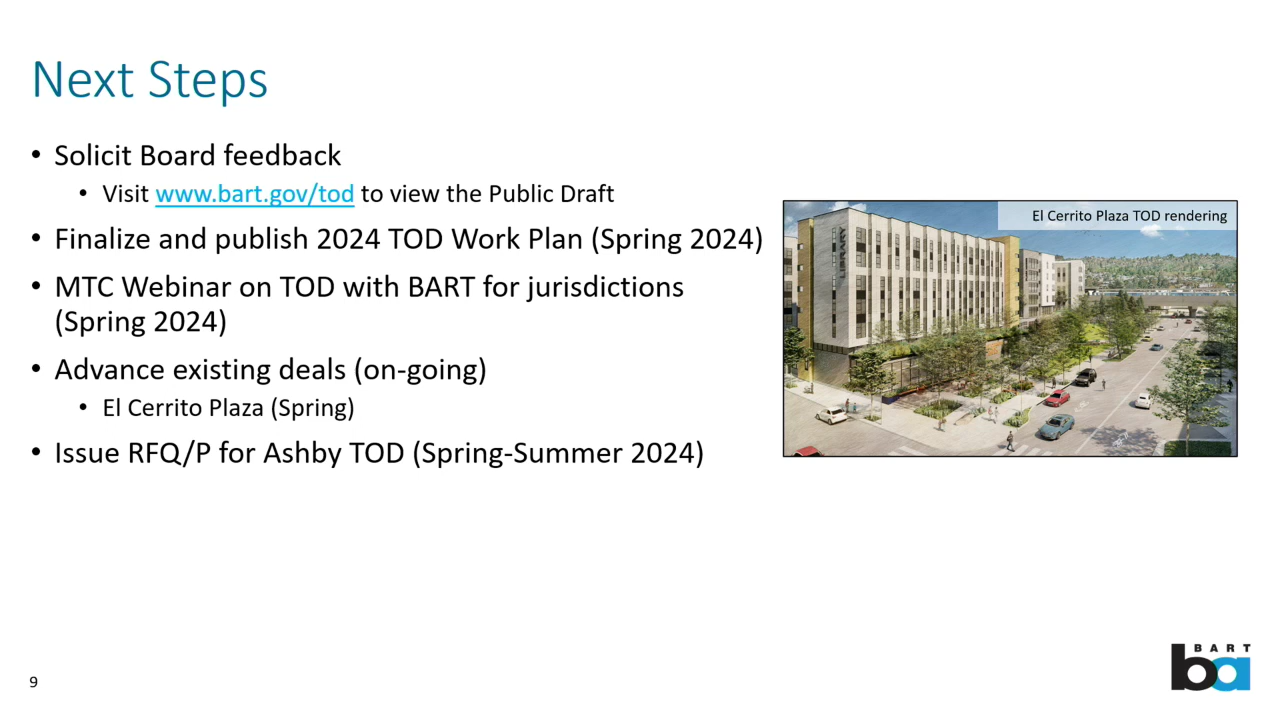 Next Steps
• Solicit Board feedback
• Visit www.bart.gov/tod to view the Public Draft
• Finalize and publish 2024 TOD Work Plan (Spring 2024)
• MTC Webinar on TOD with BART for jurisdictions
(Spring 2024)
• Advance existing deals (on-going)
• El Cerrito Plaza (Spring)
• Issue RFQ/P for Ashby TOD (Spring-Summer 2024)
El Cerrito Plaza TOD rendering
LIBRARY
9
BART
ba